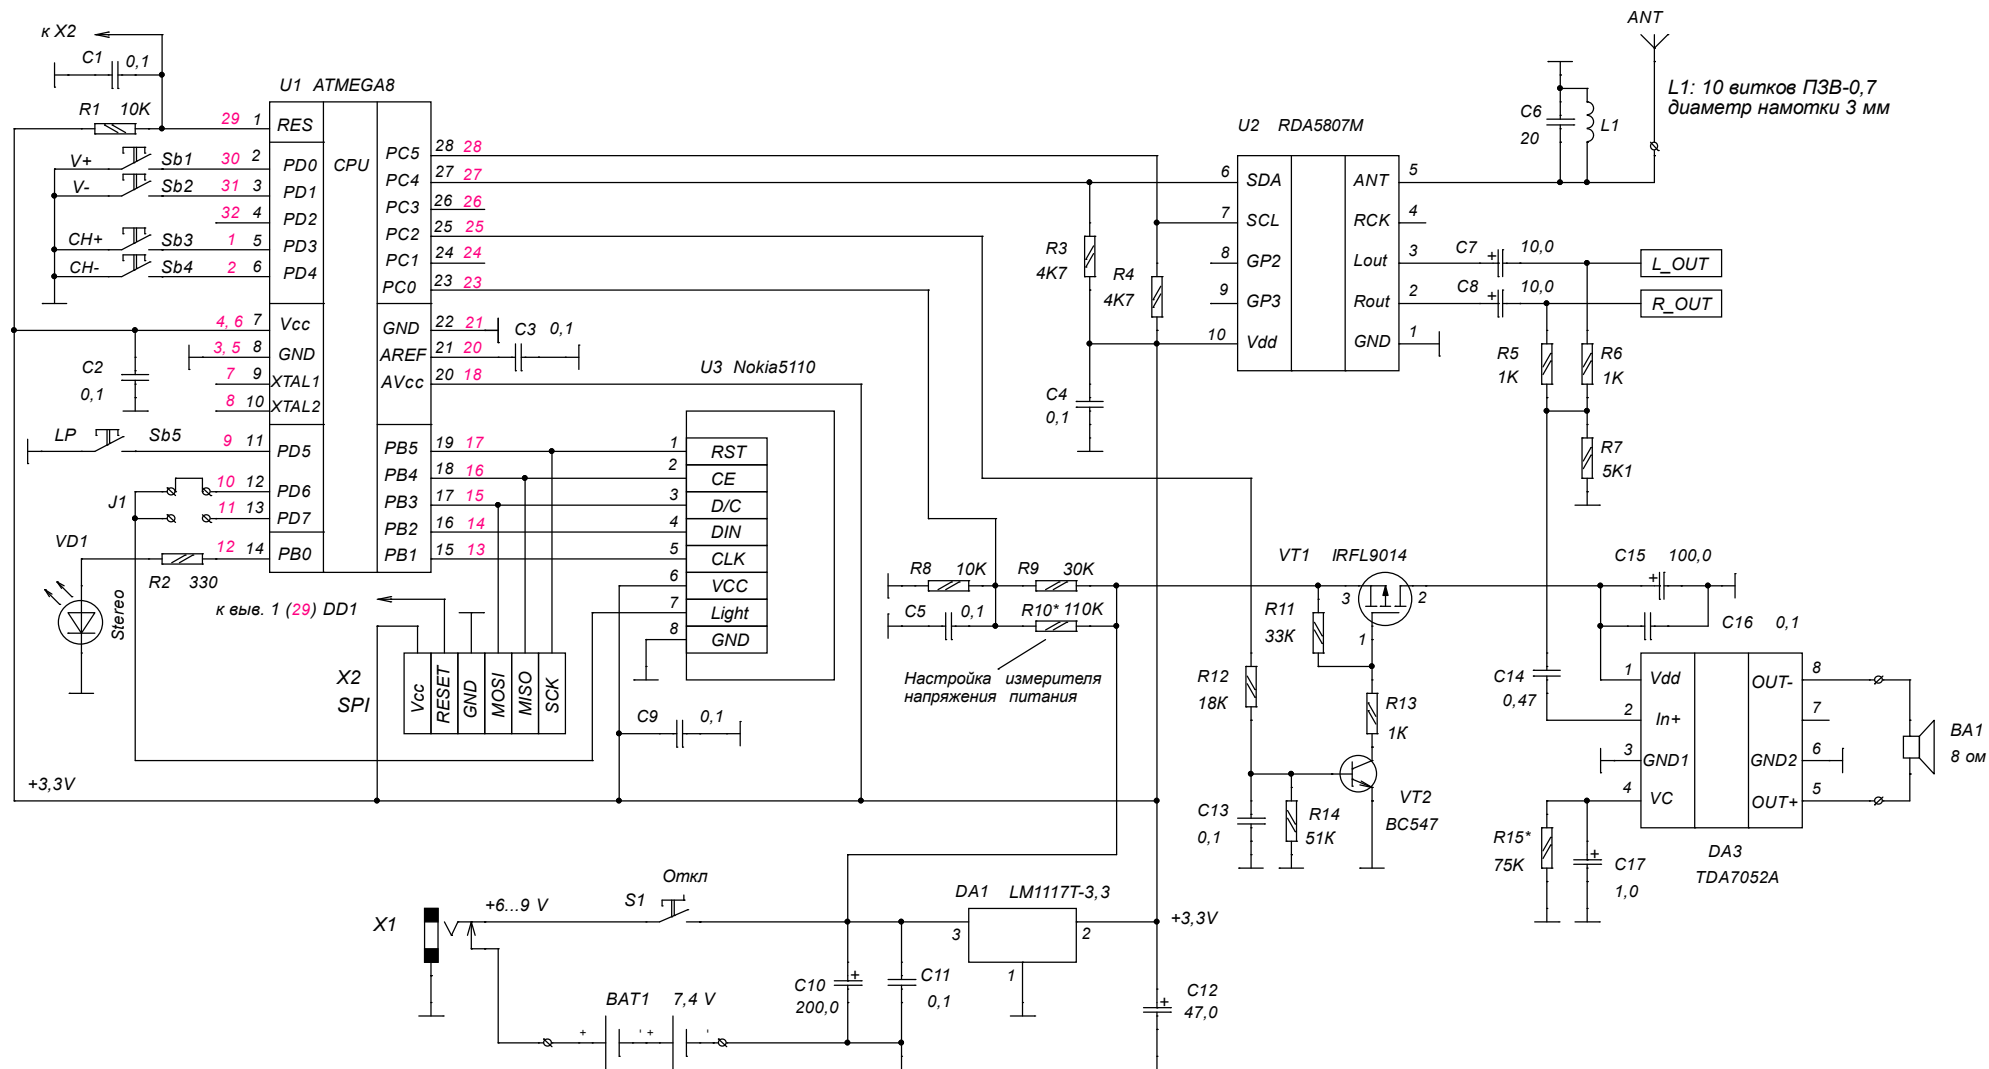 к X2
C1 0,1
R1 10K
U1 ATMEGA8
29 1 RES
V+ Sb1 30 2 PD0
V- Sb2 31 3 PD1
32 4 PD2
CH+ Sb3 1 5 PD3
CH- Sb4 2 6 PD4
4, 6 7 Vcc
3, 5 8 GND
7 9 XTAL1
8 10 XTAL2
C2
0,1
LP Sb5 9 11 PD5
J1
10 12 PD6
11 13 PD7
12 14 PB0
VD1
R2 330
Stereo
CPU
PC5 28 28
PC4 27 27
PC3 26 26
PC2 25 25
PC1 24 24
PC0 23 23
GND 22 21
AREF 21 20
AVcc 20 18
C3 0,1
PB5 19 17
PB4 18 16
PB3 17 15
PB2 16 14
PB1 15 13
U3 Nokia5110
1 RST
2 CE
3 D/C
4 DIN
5 CLK
6 VCC
7 Light
8 GND
к выв. 1 (29) DD1
X2
SPI
Vcc
RESET
GND
MOSI
MISO
SCK
C9 0,1
+3,3V
R3
4K7
R4
4K7
C4
0,1
U2 RDA5807M
6 SDA
7 SCL
8 GP2
9 GP3
10 Vdd
ANT 5
RCK 4
Lout 3
Rout 2
GND 1
ANT
C6
20
L1
L1: 10 витков ПЗВ-0,7
диаметр намотки 3 мм
C7 + 10,0
C8 + 10,0
L_OUT
R_OUT
R5
1K
R6
1K
R7
5K1
R8 10K
R9 30K
C5 0,1
R10* 110K
Настройка измерителя
напряжения питания
VT1 IRFL9014
3 2
1
R11
33К
R12
18К
R13
1K
C13
0,1
R14
51К
VT2
BC547
C15 100,0
+
C16 0,1
C14
0,47
1 Vdd
2 In+
3 GND1
4 VC
OUT- 8
7
GND2 6
OUT+ 5
BA1
8 ом
R15*
75K
+
C17
1,0
DA3
TDA7052A
X1
+6...9 V
S1
Откл
DA1 LM1117T-3,3
3 2
1
+3,3V
C10
200,0
+
C11
0,1
C12
47,0
+
BAT1 7,4 V
+ ' + '